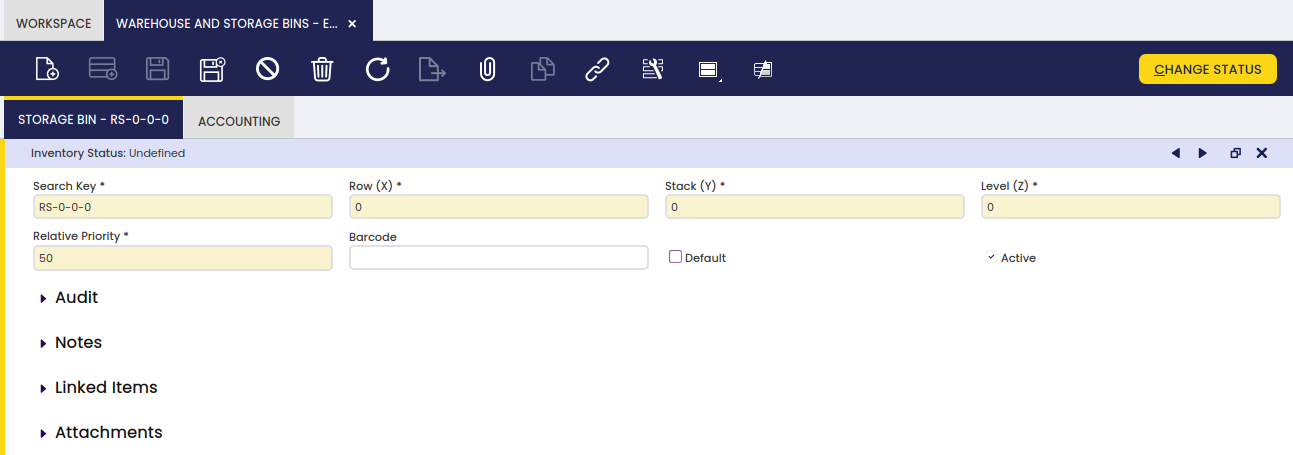 WORKSPACE
WAREHOUSE AND STORAGE BINS - E...
CHANGE STATUS
STORAGE BIN - RS-0-0-0
ACCOUNTING
Inventory Status: Undefined
Search Key *
Row (X) *
Stack (Y) *
Level (Z) *
RS-0-0-0
0
0
0
Relative Priority *
Barcode
50
Default
Active
Audit
Notes
Linked Items
Attachments